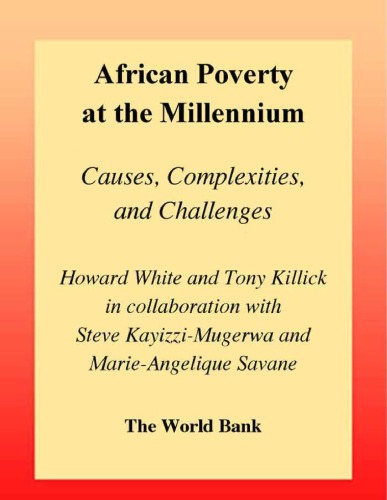 African Poverty
at the Millennium
Causes, Complexities,
and Challenges
Howard White and Tony Killick
in collaboration with
Steve Kayizzi-Mugerwa and
Marie-Angelique Savane
The World Bank